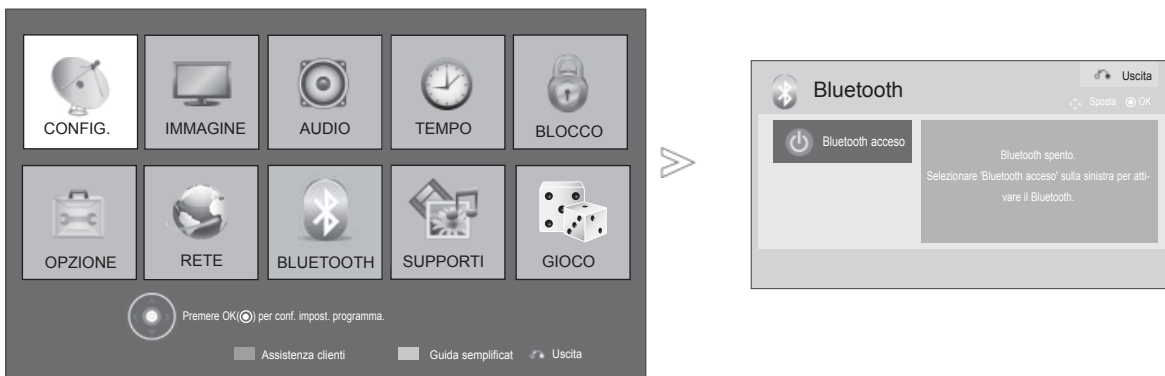 CONFIG.
IMMAGINE
AUDIO
TEMPO
BLOCCO
OPZIONE
RETE
BLUETOOTH
SUPPORTI
GIOCO
Premere OK(◉) per conf. impost. programma.
Assistenza clienti
Guida semplificat
Uscita
Bluetooth
Uscita
Sposta ◉ OK
Bluetooth acceso
Bluetooth spento.
Selezionare 'Bluetooth acceso' sulla sinistra per atti-
vare il Bluetooth.